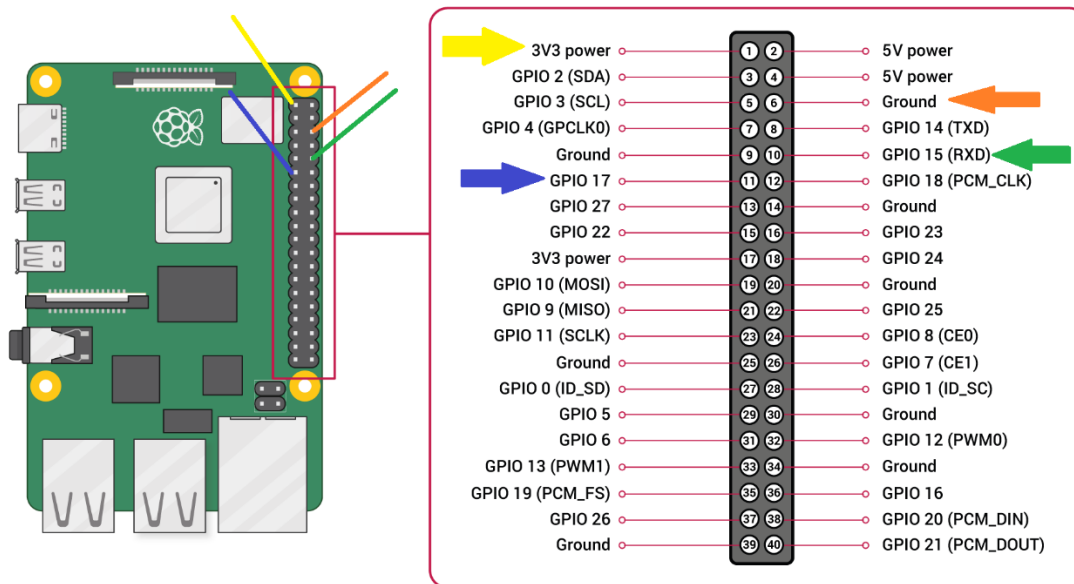 3V3 power 1 2 5V power
GPIO 2 (SDA) 3 4 5V power
GPIO 3 (SCL) 5 6 Ground
GPIO 4 (GPCLK0) 7 8 GPIO 14 (TXD)
Ground 9 10 GPIO 15 (RXD)
GPIO 17 11 12 GPIO 18 (PCM_CLK)
GPIO 27 13 14 Ground
GPIO 22 15 16 GPIO 23
3V3 power 17 18 GPIO 24
GPIO 10 (MOSI) 19 20 Ground
GPIO 9 (MISO) 21 22 GPIO 25
GPIO 11 (SCLK) 23 24 GPIO 8 (CE0)
Ground 25 26 GPIO 7 (CE1)
GPIO 0 (ID_SD) 27 28 GPIO 1 (ID_SC)
GPIO 5 29 30 Ground
GPIO 6 31 32 GPIO 12 (PWM0)
GPIO 13 (PWM1) 33 34 Ground
GPIO 19 (PCM_FS) 35 36 GPIO 16
GPIO 26 37 38 GPIO 20 (PCM_DIN)
Ground 39 40 GPIO 21 (PCM_DOUT)